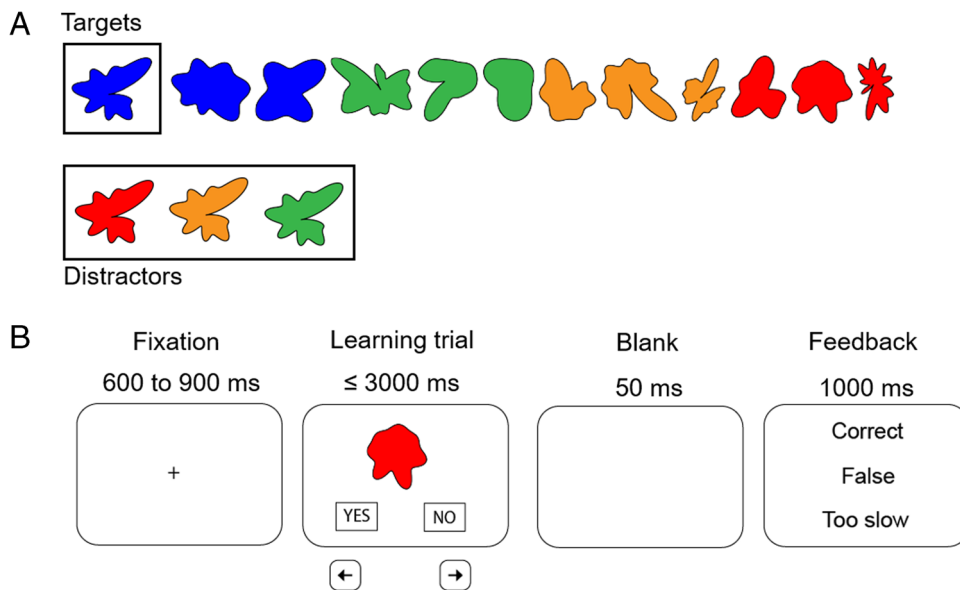 A
Targets
Distractors
B
Fixation
600 to 900 ms
+
Learning trial
≤ 3000 ms
YES NO
← →
Blank
50 ms
Feedback
1000 ms
Correct
False
Too slow